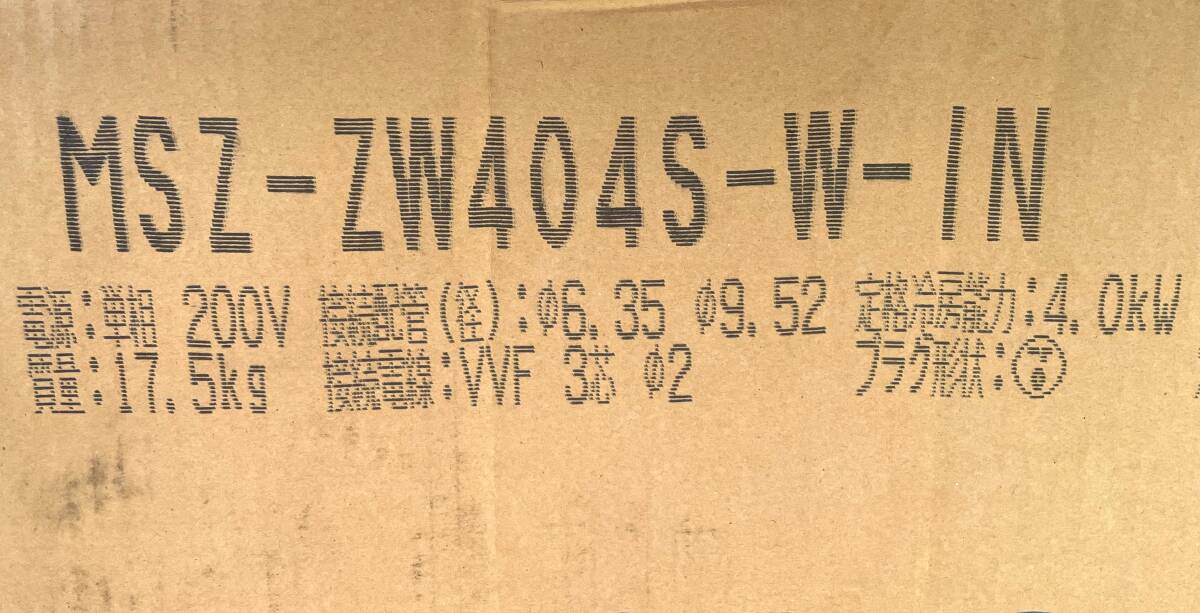 MSZ-ZW404S-W-IN
電源:単相 200V 接続配管(径):φ6.35 φ9.52 定格冷房能力:4.0kW
質量:17.5kg 接続電線:VVF 3芯 φ2 プラグ形状: